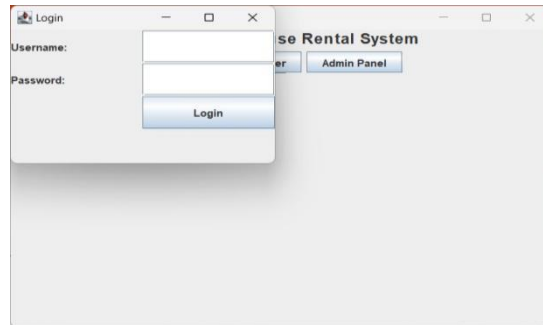 Login
se Rental System
Username:
er Admin Panel
Password:
Login